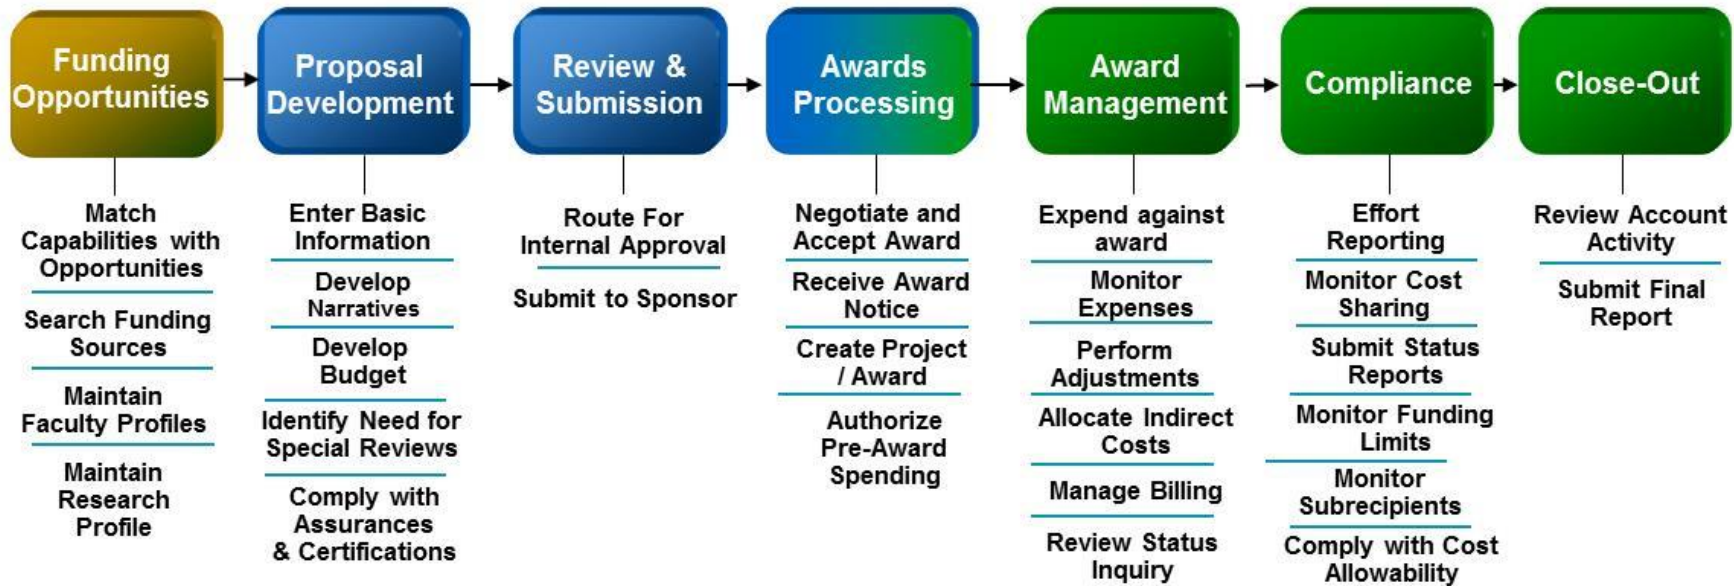 Funding
Opportunities
Proposal
Development
Review &
Submission
Awards
Processing
Award
Management
Compliance
Close-Out
Match
Capabilities with
Opportunities
Search Funding
Sources
Maintain
Faculty Profiles
Maintain
Research
Profile
Enter Basic
Information
Develop
Narratives
Develop
Budget
Identify Need for
Special Reviews
Comply with
Assurances
& Certifications
Route For
Internal Approval
Submit to Sponsor
Negotiate and
Accept Award
Receive Award
Notice
Create Project
/ Award
Authorize
Pre-Award
Spending
Expend against
award
Monitor
Expenses
Perform
Adjustments
Allocate Indirect
Costs
Manage Billing
Review Status
Inquiry
Effort
Reporting
Monitor Cost
Sharing
Submit Status
Reports
Monitor Funding
Limits
Monitor
Subrecipients
Comply with Cost
Allowability
Review Account
Activity
Submit Final
Report